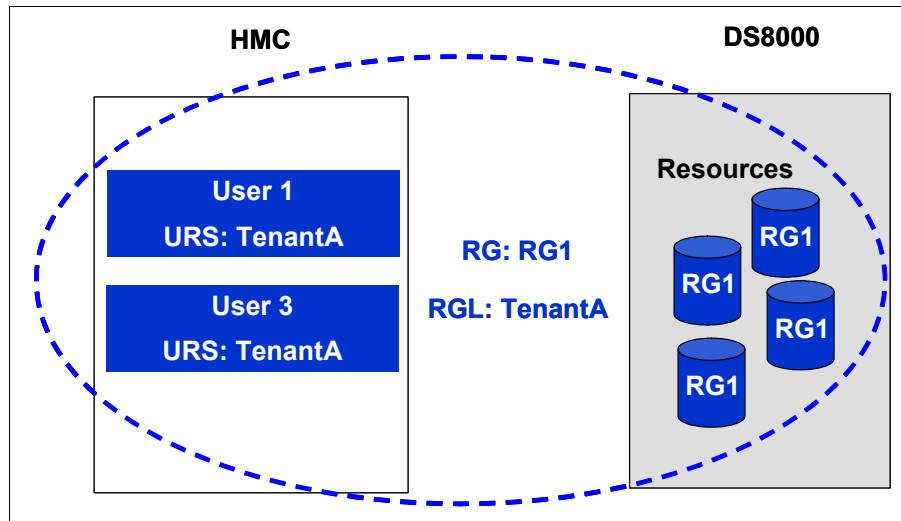 HMC
DS8000
User 1
URS: TenantA
User 3
URS: TenantA
RG: RG1
RGL: TenantA
Resources
RG1
RG1
RG1
RG1